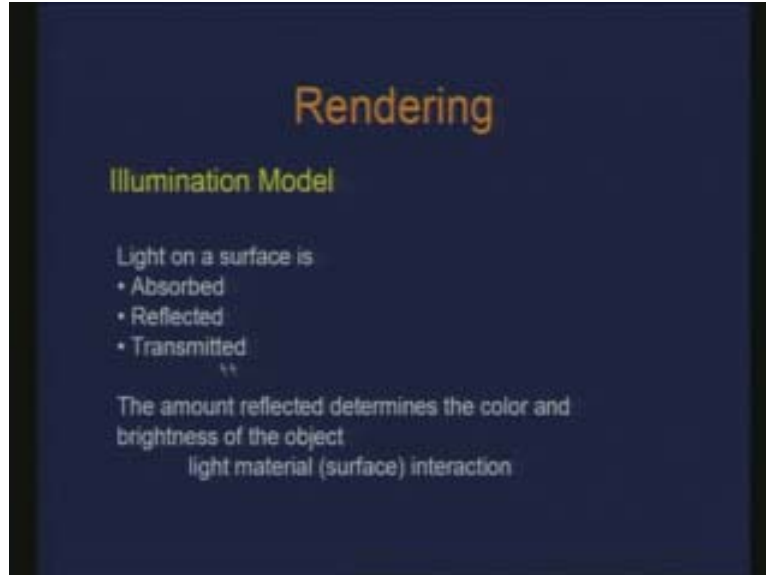 Rendering
Illumination Model
Light on a surface is
• Absorbed
• Reflected
• Transmitted
The amount reflected determines the color and
brightness of the object
light material (surface) interaction